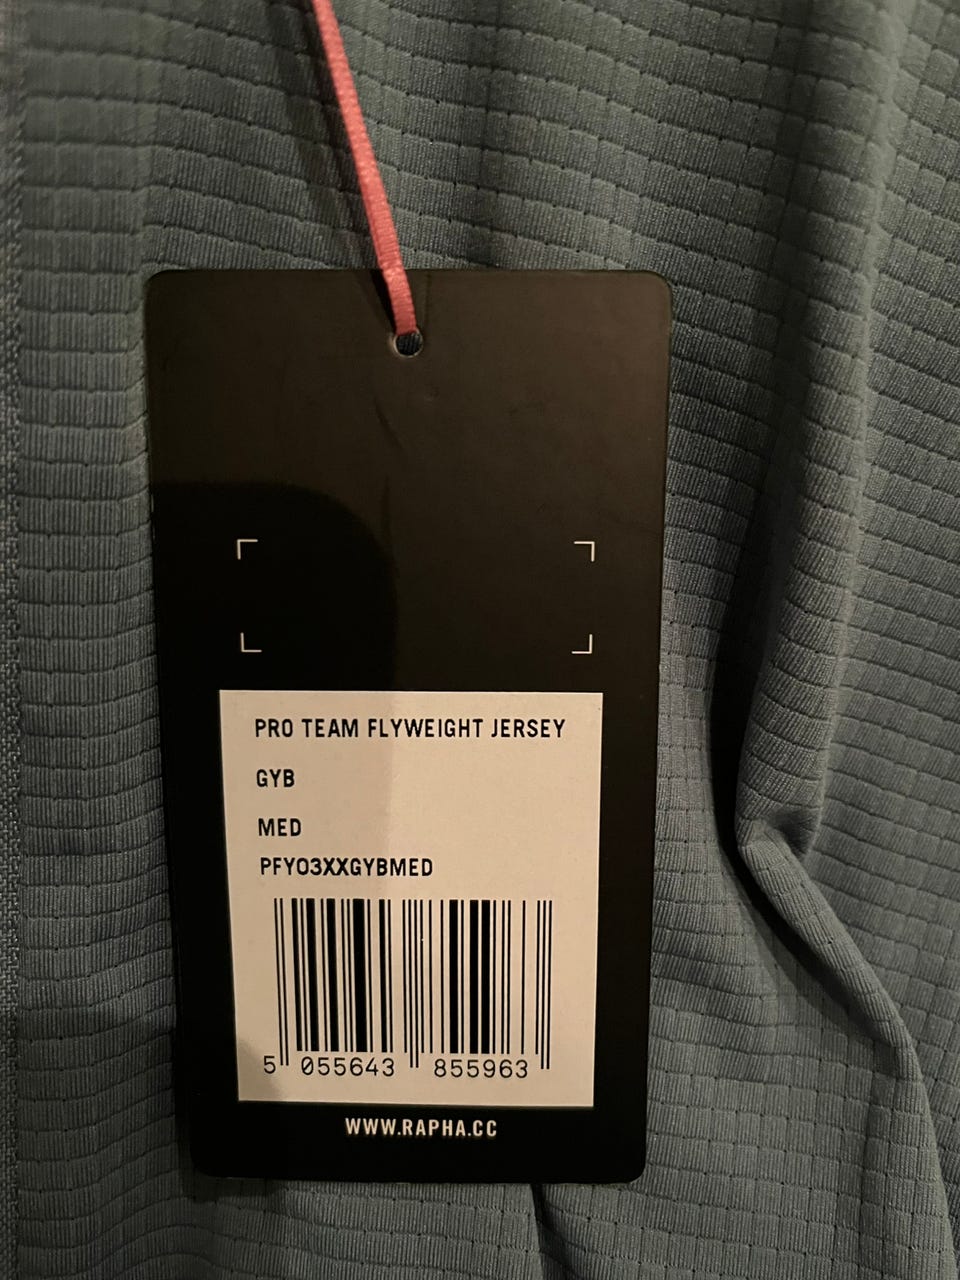 PRO TEAM FLYWEIGHT JERSEY
GYB
MED
PFY03XXGYBMED
5 055643 855963
WWW.RAPHA.CC